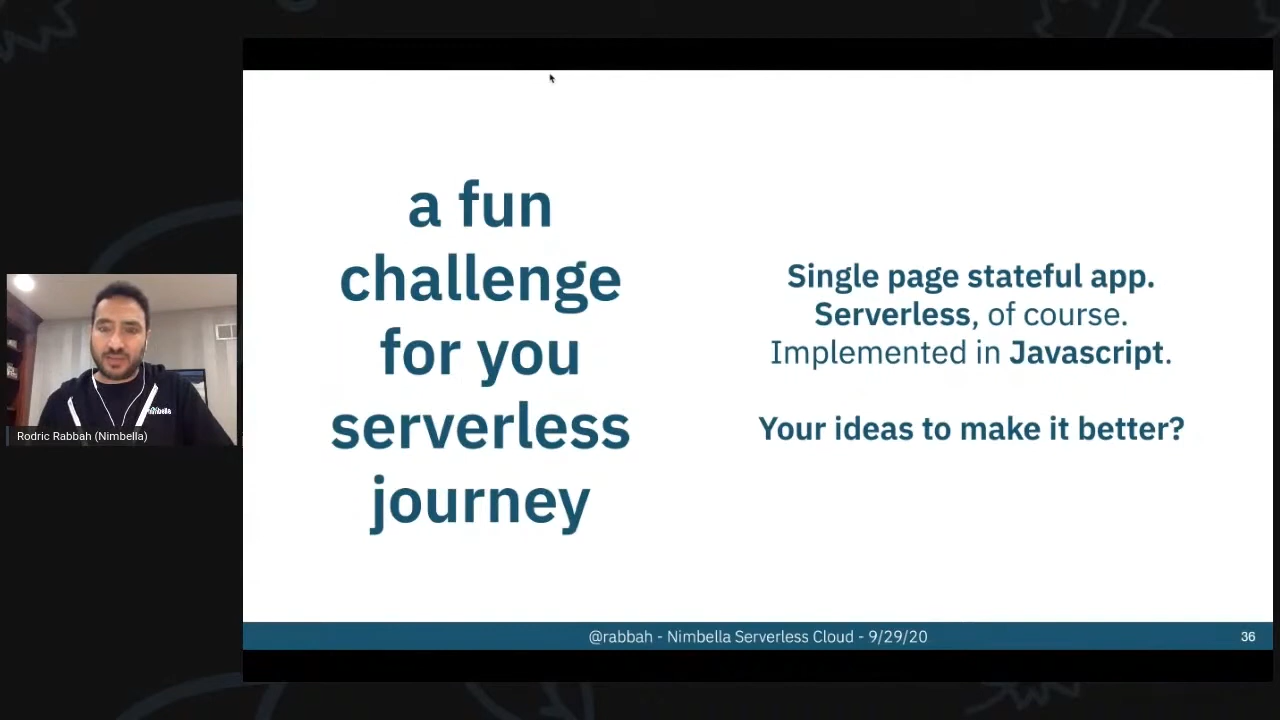 a fun
challenge
for you
serverless
journey
Single page stateful app.
Serverless, of course.
Implemented in Javascript.
Your ideas to make it better?
nimbella
Rodric Rabbah (Nimbella)
@rabbah - Nimbella Serverless Cloud - 9/29/20
36